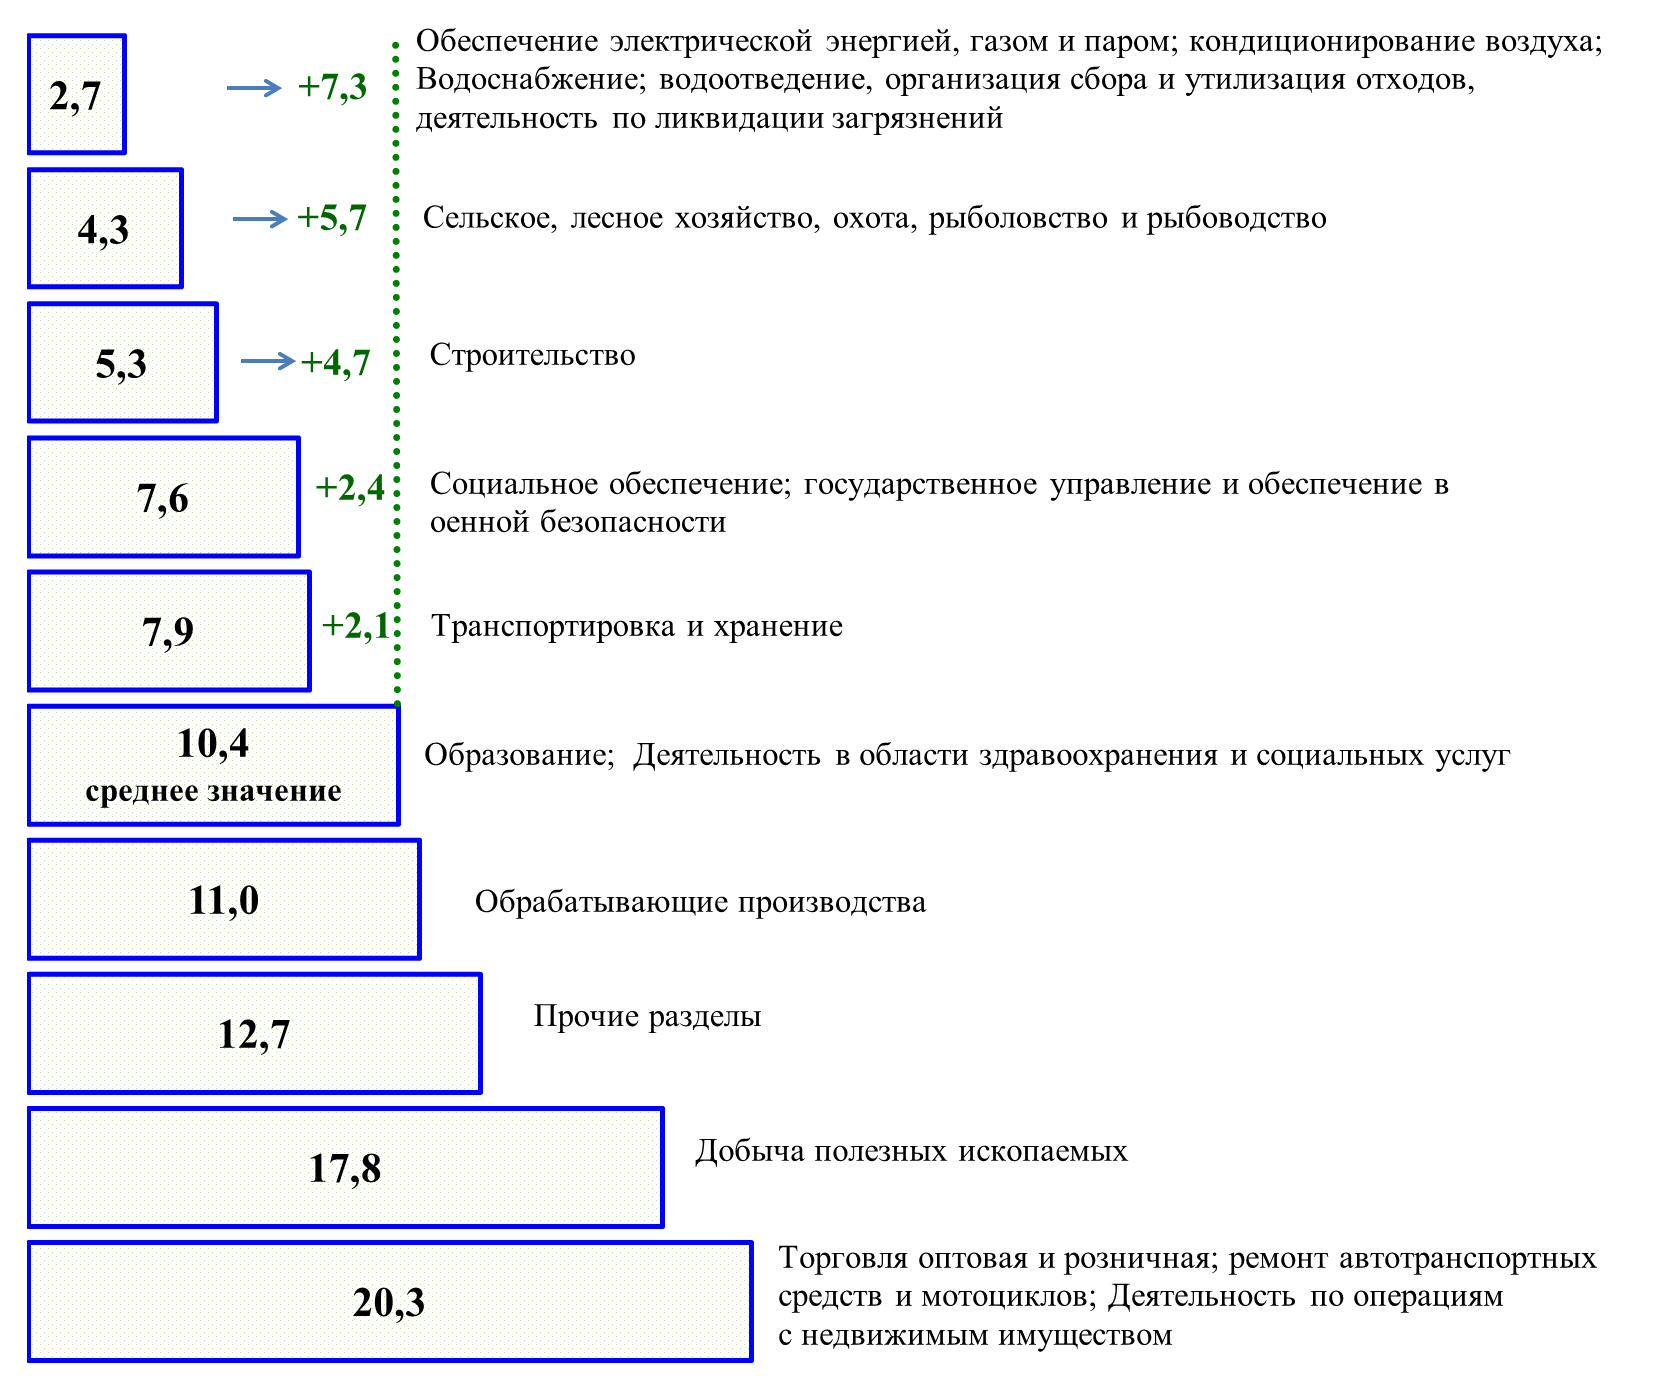 2,7
+7,3
Обеспечение электрической энергией, газом и паром; кондиционирование воздуха;
Водоснабжение; водоотведение, организация сбора и утилизация отходов,
деятельность по ликвидации загрязнений
4,3
+5,7
Сельское, лесное хозяйство, охота, рыболовство и рыбоводство
5,3
+4,7
Строительство
7,6
+2,4
Социальное обеспечение; государственное управление и обеспечение в
оенной безопасности
7,9
+2,1
Транспортировка и хранение
10,4
среднее значение
Образование; Деятельность в области здравоохранения и социальных услуг
11,0
Обрабатывающие производства
12,7
Прочие разделы
17,8
Добыча полезных ископаемых
20,3
Торговля оптовая и розничная; ремонт автотранспортных
средств и мотоциклов; Деятельность по операциям
с недвижимым имуществом